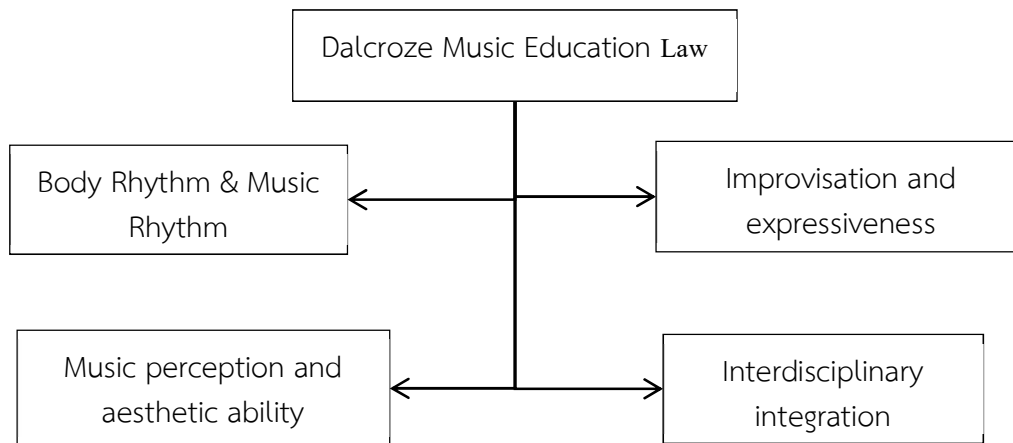 Dalcroze Music Education Law
Body Rhythm & Music
Rhythm
Improvisation and
expressiveness
Music perception and
aesthetic ability
Interdisciplinary
integration